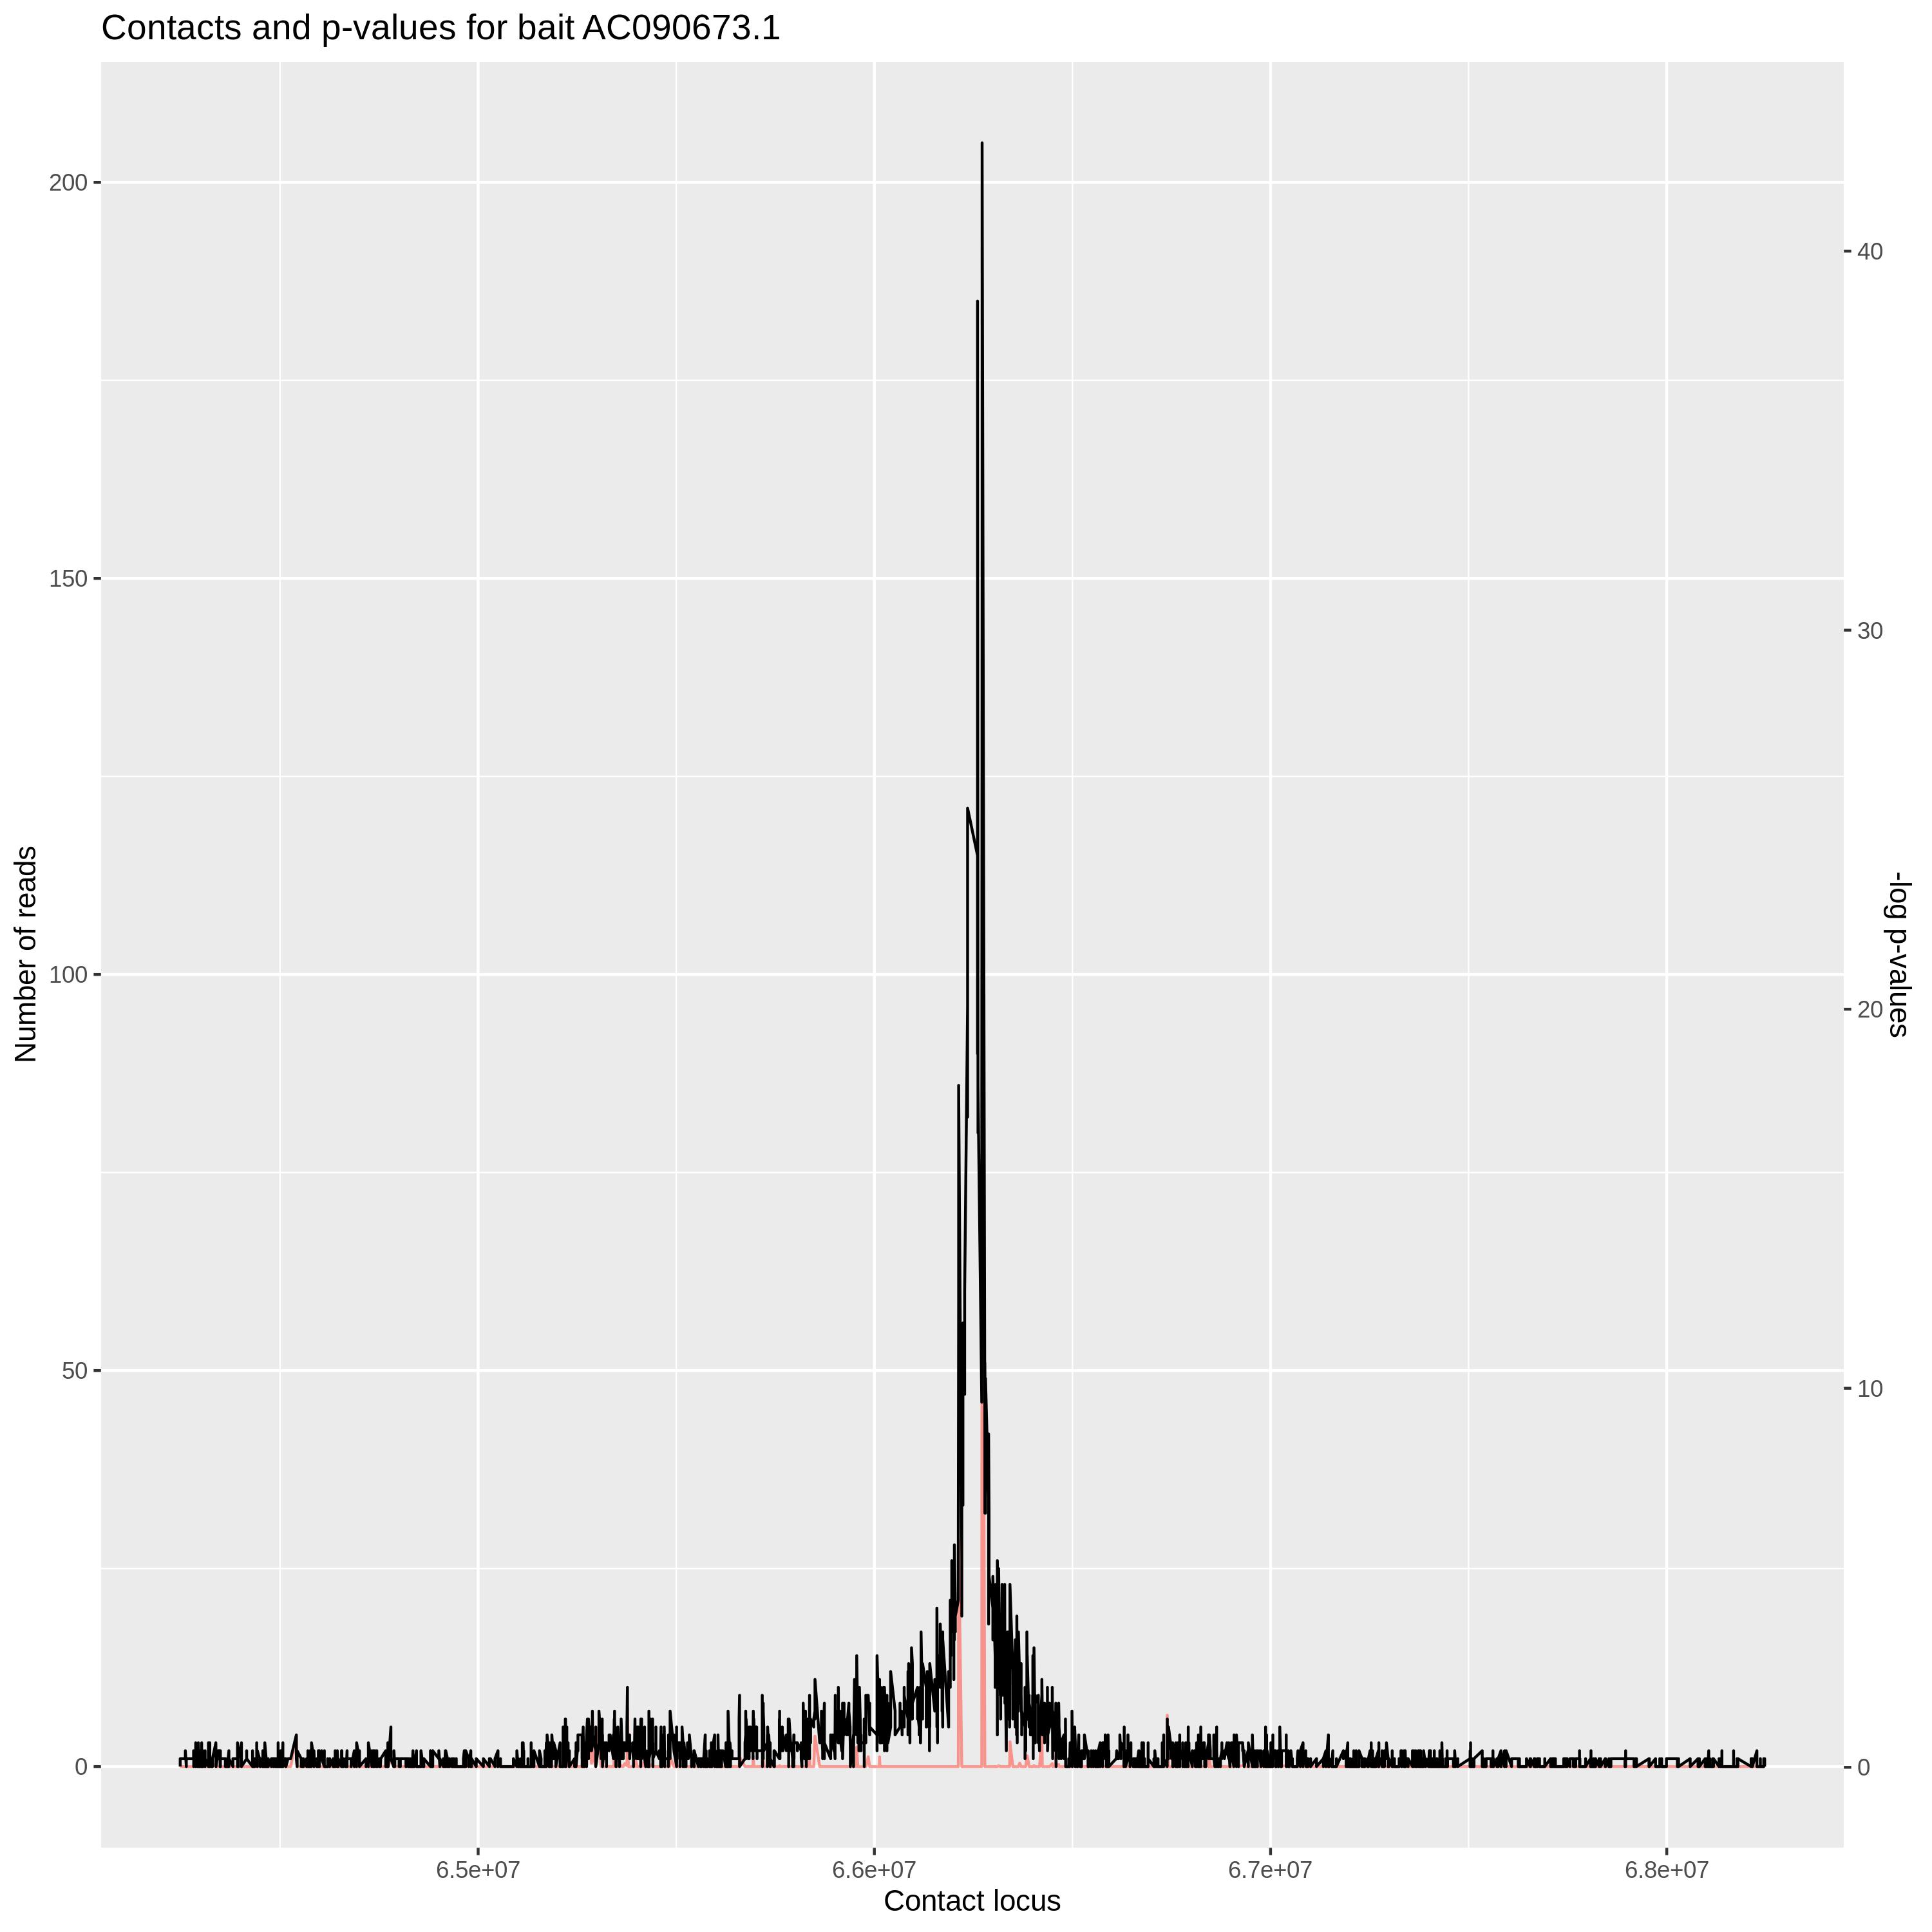 Contacts and p-values for bait AC090673.1
200
150
100
50
0
40
30
20
10
0
Number of reads
-log p-values
6.5e+07
6.6e+07
6.7e+07
6.8e+07
Contact locus